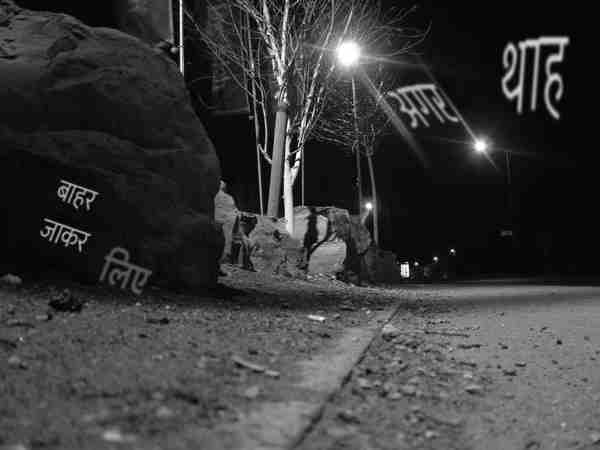 थाह
अगर
बाहर
जाकर
लिए